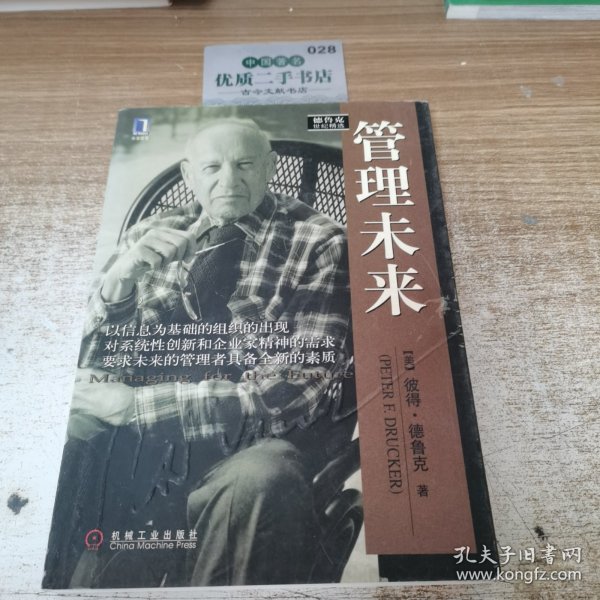 028
中国著名
优质二手书店
古今文献书店
德鲁克
世纪精选
管理未来
以信息为基础的组织的出现
对系统性创新和企业家精神的需求
要求未来的管理者具备全新的素质
Managing for the Future
【美】彼得·德鲁克 著
(PETER F. DRUCKER)
机械工业出版社
China Machine Press
孔夫子旧书网
www.kongfz.com